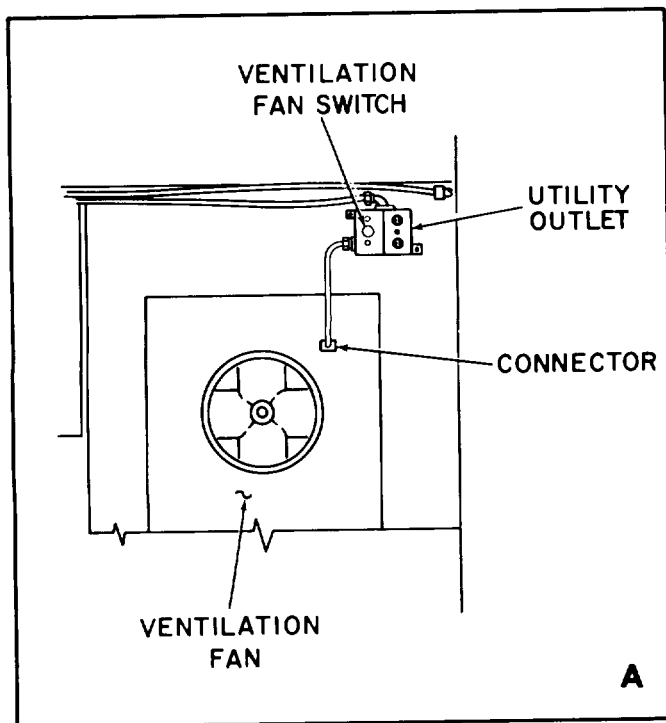 VENTILATION
FAN SWITCH
UTILITY
OUTLET
CONNECTOR
VENTILATION
FAN
A